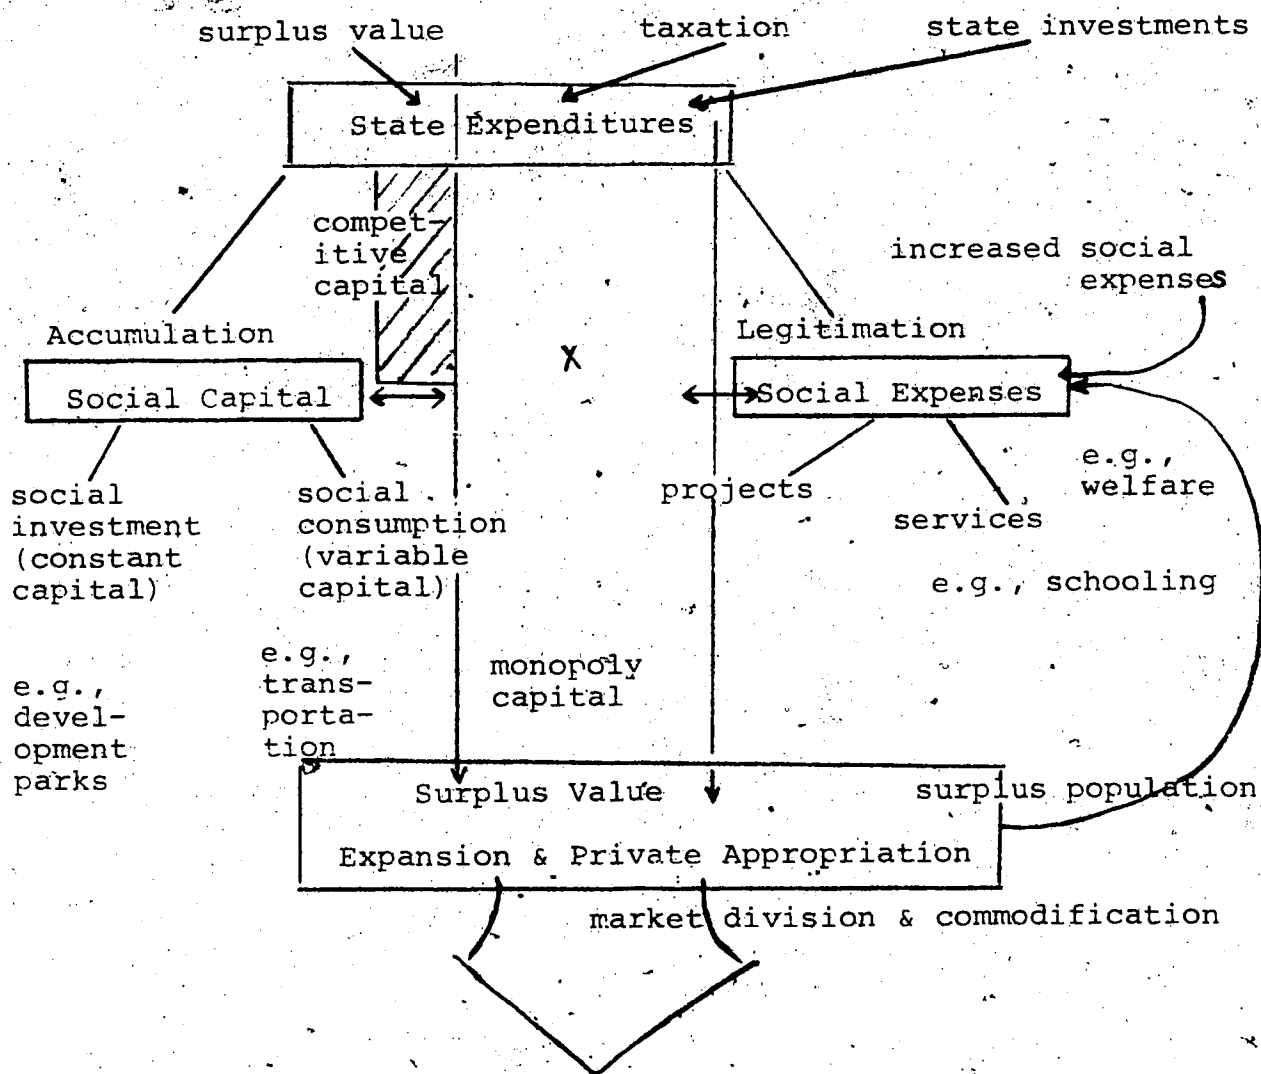 surplus value
taxation
state investments
State Expenditures
compet-
itive
capital
increased social
expenses
Accumulation
Legitimation
X
Social Capital
Social Expenses
social
investment
(constant
capital)
social
consumption
(variable
capital)
projects
services
e.g.,
welfare
e.g., schooling
e.g.,
devel-
opment
parks
e.g.,
trans-
porta-
tion
monopoly
capital
Surplus Value
surplus population
Expansion & Private Appropriation
market division & commodification